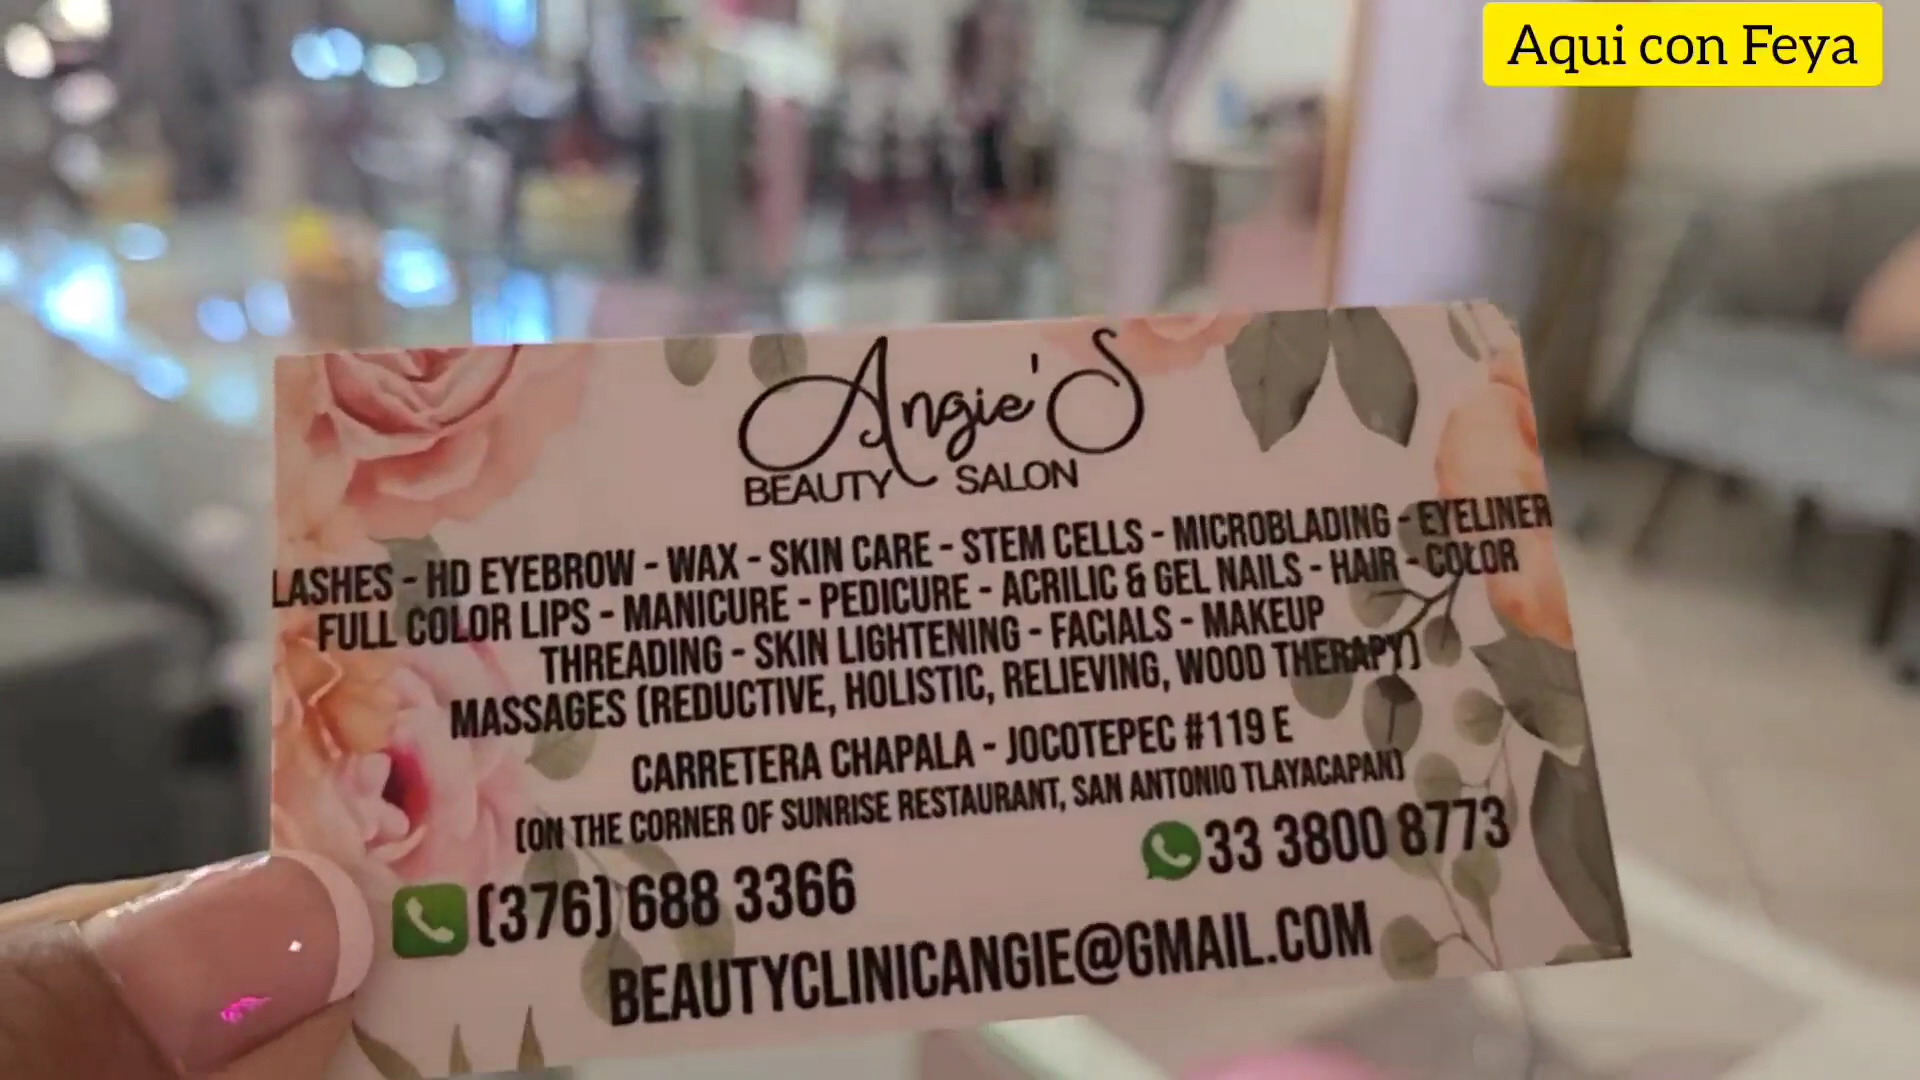 Aqui con Feya
Angie'S
BEAUTY SALON
LASHES - HD EYEBROW - WAX - SKIN CARE - STEM CELLS - MICROBLADING - EYELINER
FULL COLOR LIPS - MANICURE - PEDICURE - ACRILIC & GEL NAILS - HAIR - COLOR
THREADING - SKIN LIGHTENING - FACIALS - MAKEUP
MASSAGES (REDUCTIVE, HOLISTIC, RELIEVING, WOOD THERAPY)
CARRETERA CHAPALA - JOCOTEPEC #119 E
(ON THE CORNER OF SUNRISE RESTAURANT, SAN ANTONIO TLAYACAPAN)
(376) 688 3366
33 3800 8773
BEAUTYCLINICANGIE@GMAIL.COM